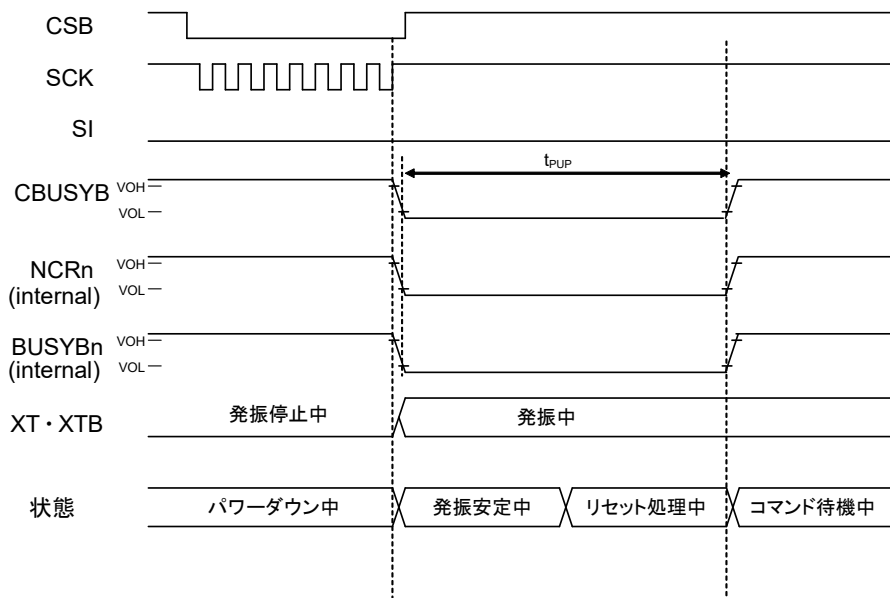 CSB
SCK
SI
tPUP
CBUSYB
VOH
VOL
NCRn
(internal)
VOH
VOL
BUSYBn
(internal)
VOH
VOL
XT・XTB
発振停止中
発振中
状態
パワーダウン中
発振安定中
リセット処理中
コマンド待機中